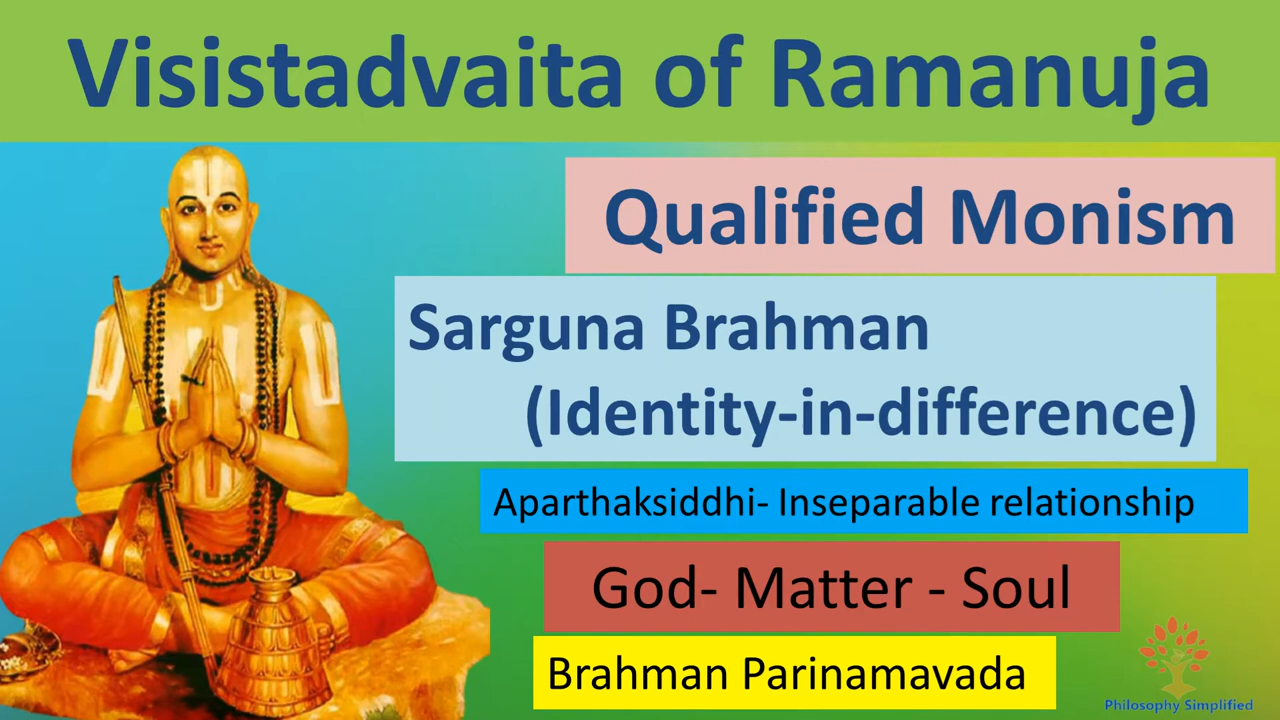 Visistadvaita of Ramanuja
Qualified Monism
Sarguna Brahman
(Identity-in-difference)
Aparthaksiddhi- Inseparable relationship
God- Matter - Soul
Brahman Parinamavada
Philosophy Simplified